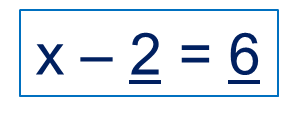 x – 2 = 6